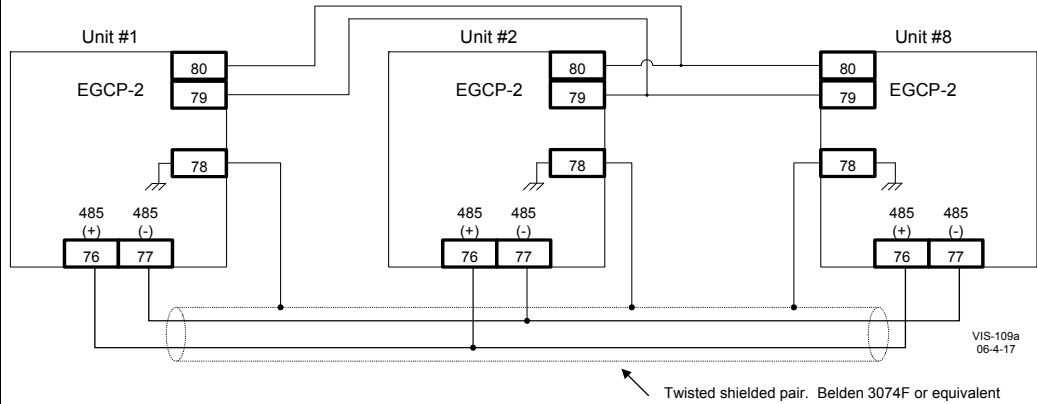 Unit #1 Unit #2 Unit #8
80 80 80
EGCP-2 EGCP-2 EGCP-2
79 79 79
78 78 78
485 485 485 485 485 485
(+) (-) (+) (-) (+) (-)
76 77 76 77 76 77
VIS-109a
06-4-17
Twisted shielded pair. Belden 3074F or equivalent